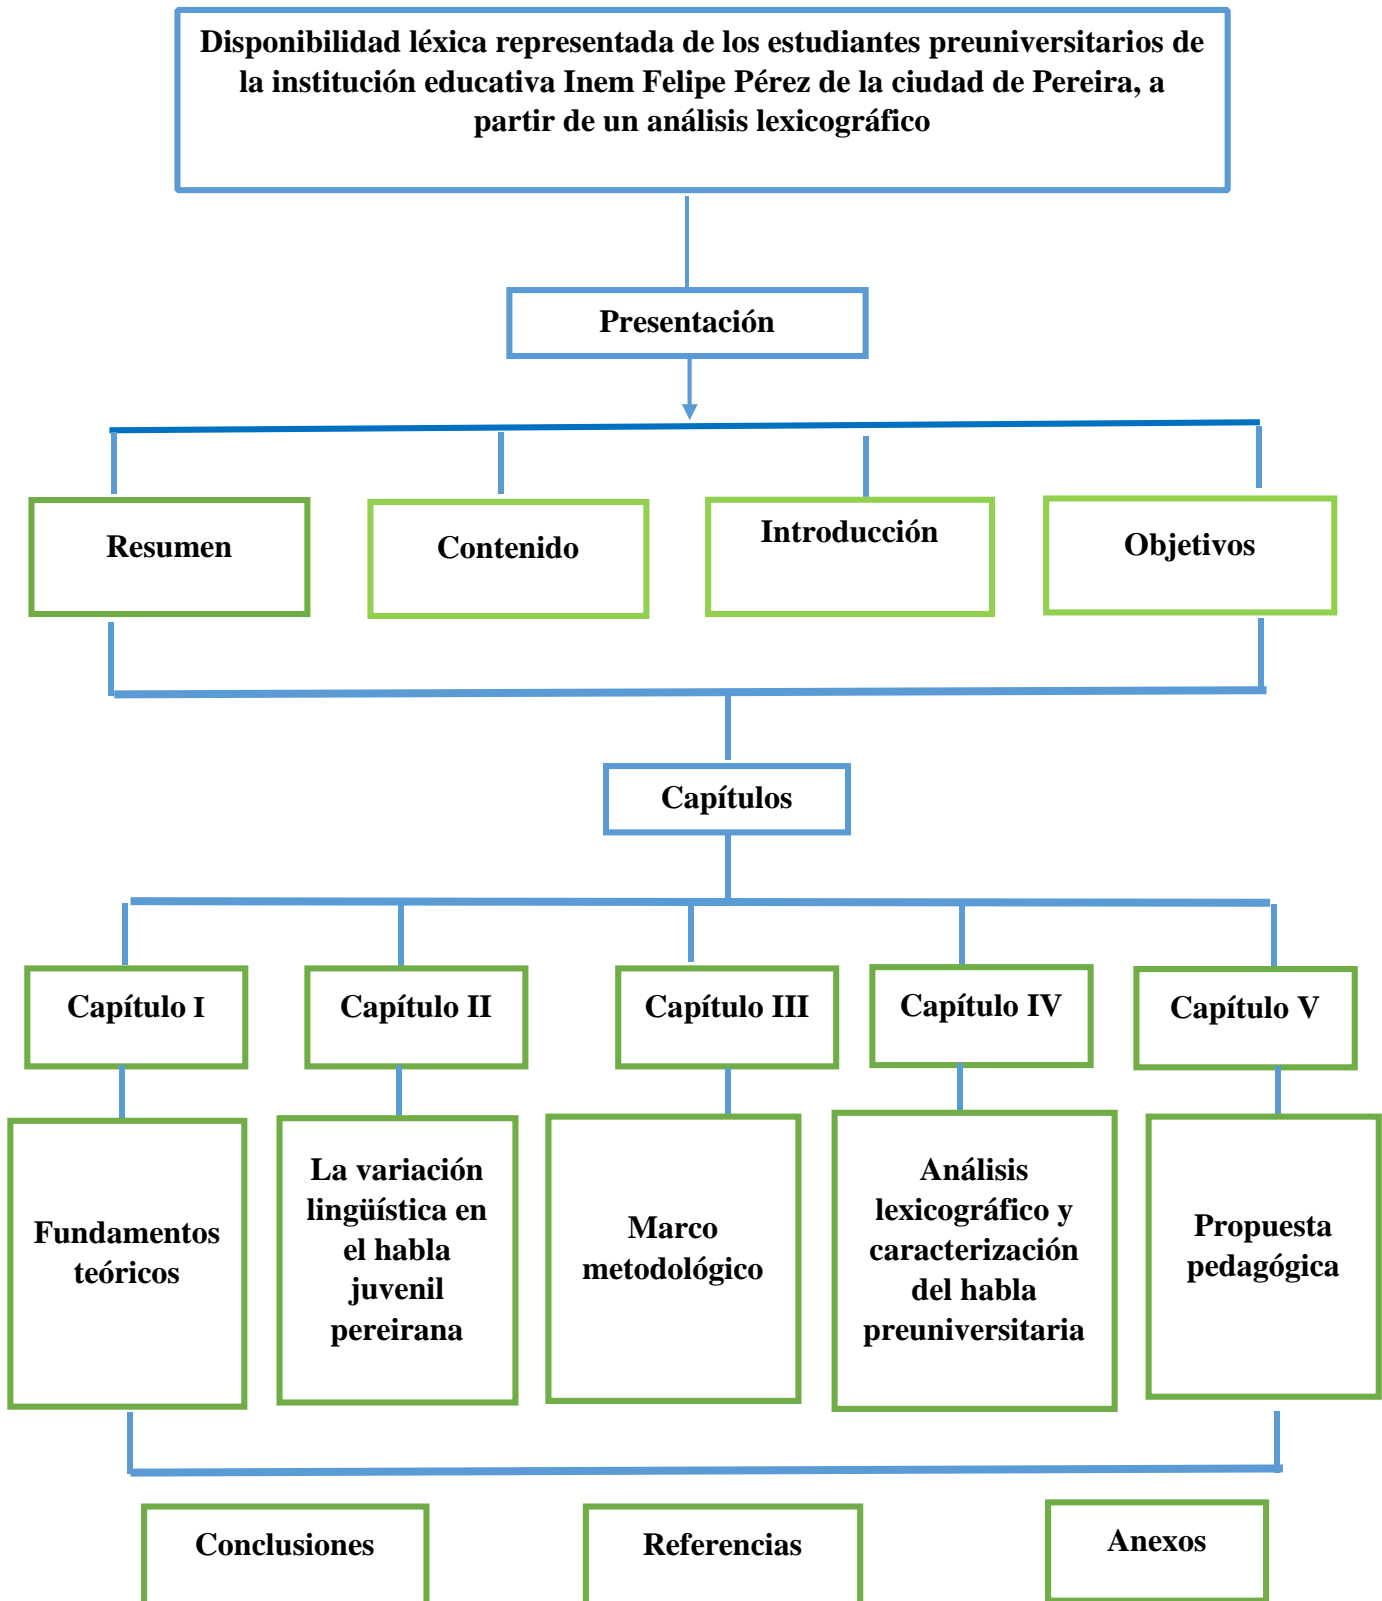 Disponibilidad léxica representada de los estudiantes preuniversitarios de
la institución educativa Inem Felipe Pérez de la ciudad de Pereira, a
partir de un análisis lexicográfico
Presentación
Resumen
Contenido
Introducción
Objetivos
Capítulos
Capítulo I
Capítulo II
Capítulo III
Capítulo IV
Capítulo V
Fundamentos
teóricos
La variación
lingüística en
el habla
juvenil
pereirana
Marco
metodológico
Análisis
lexicográfico y
caracterización
del habla
preuniversitaria
Propuesta
pedagógica
Conclusiones
Referencias
Anexos